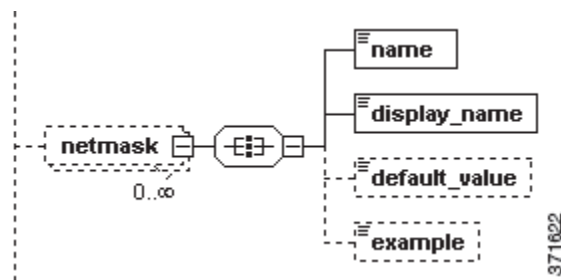 name
display_name
netmask
0..∞
default_value
example
371622